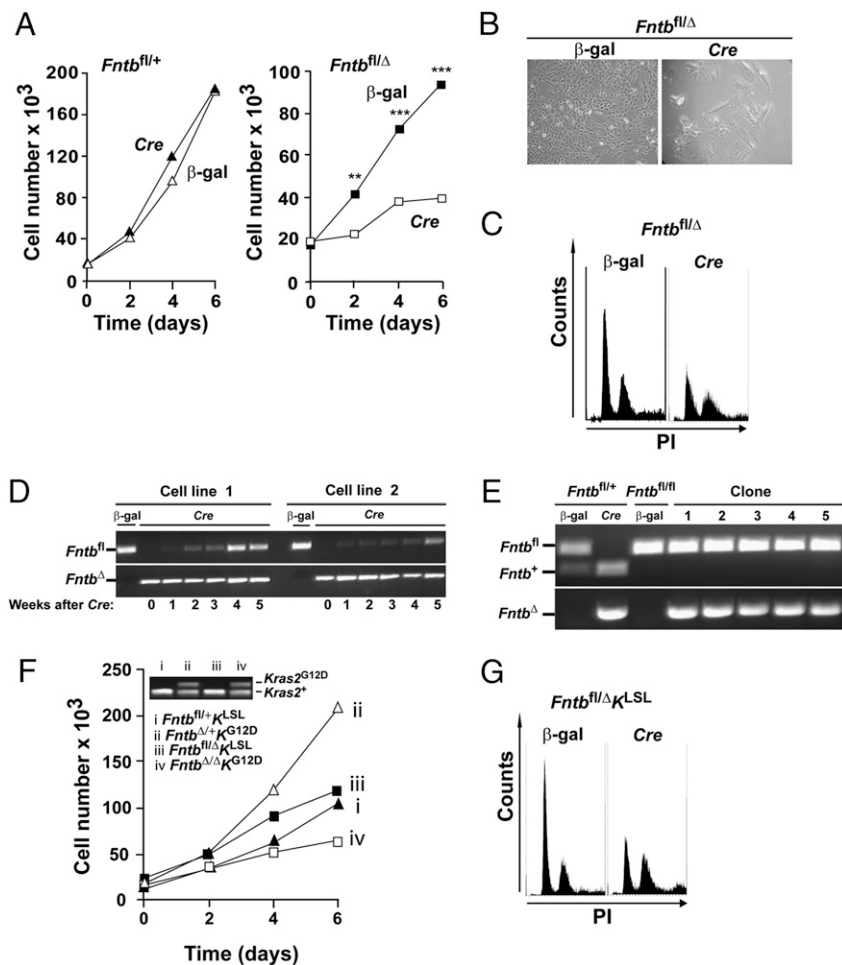 A
Fntb^fl/+
Cell number x 10^3
180
120
80
40
0
Cre
β-gal
0 2 4 6
Time (days)
Fntb^fl/Δ
Cell number x 10^3
100
80
60
40
20
0
β-gal
**
***
***
Cre
0 2 4 6
Time (days)
B
Fntb^fl/Δ
β-gal Cre
C
Fntb^fl/Δ
β-gal Cre
Counts
PI
D
Cell line 1 Cell line 2
β-gal Cre β-gal Cre
Fntb^fl
Fntb^Δ
Weeks after Cre: 0 1 2 3 4 5 0 1 2 3 4 5
E
Fntb^fl/+ Fntb^fl/fl Clone
β-gal Cre β-gal 1 2 3 4 5
Fntb^fl
Fntb^+
Fntb^Δ
F
Cell number x 10^3
250
200
150
100
50
0
i ii iii iv
Kras2^G12D
Kras2^+
i Fntb^fl/+K^LSL
ii Fntb^Δ/+K^G12D
iii Fntb^fl/ΔK^LSL
iv Fntb^Δ/ΔK^G12D
ii
iii
i
iv
0 2 4 6
Time (days)
G
Fntb^fl/ΔK^LSL
β-gal Cre
Counts
PI